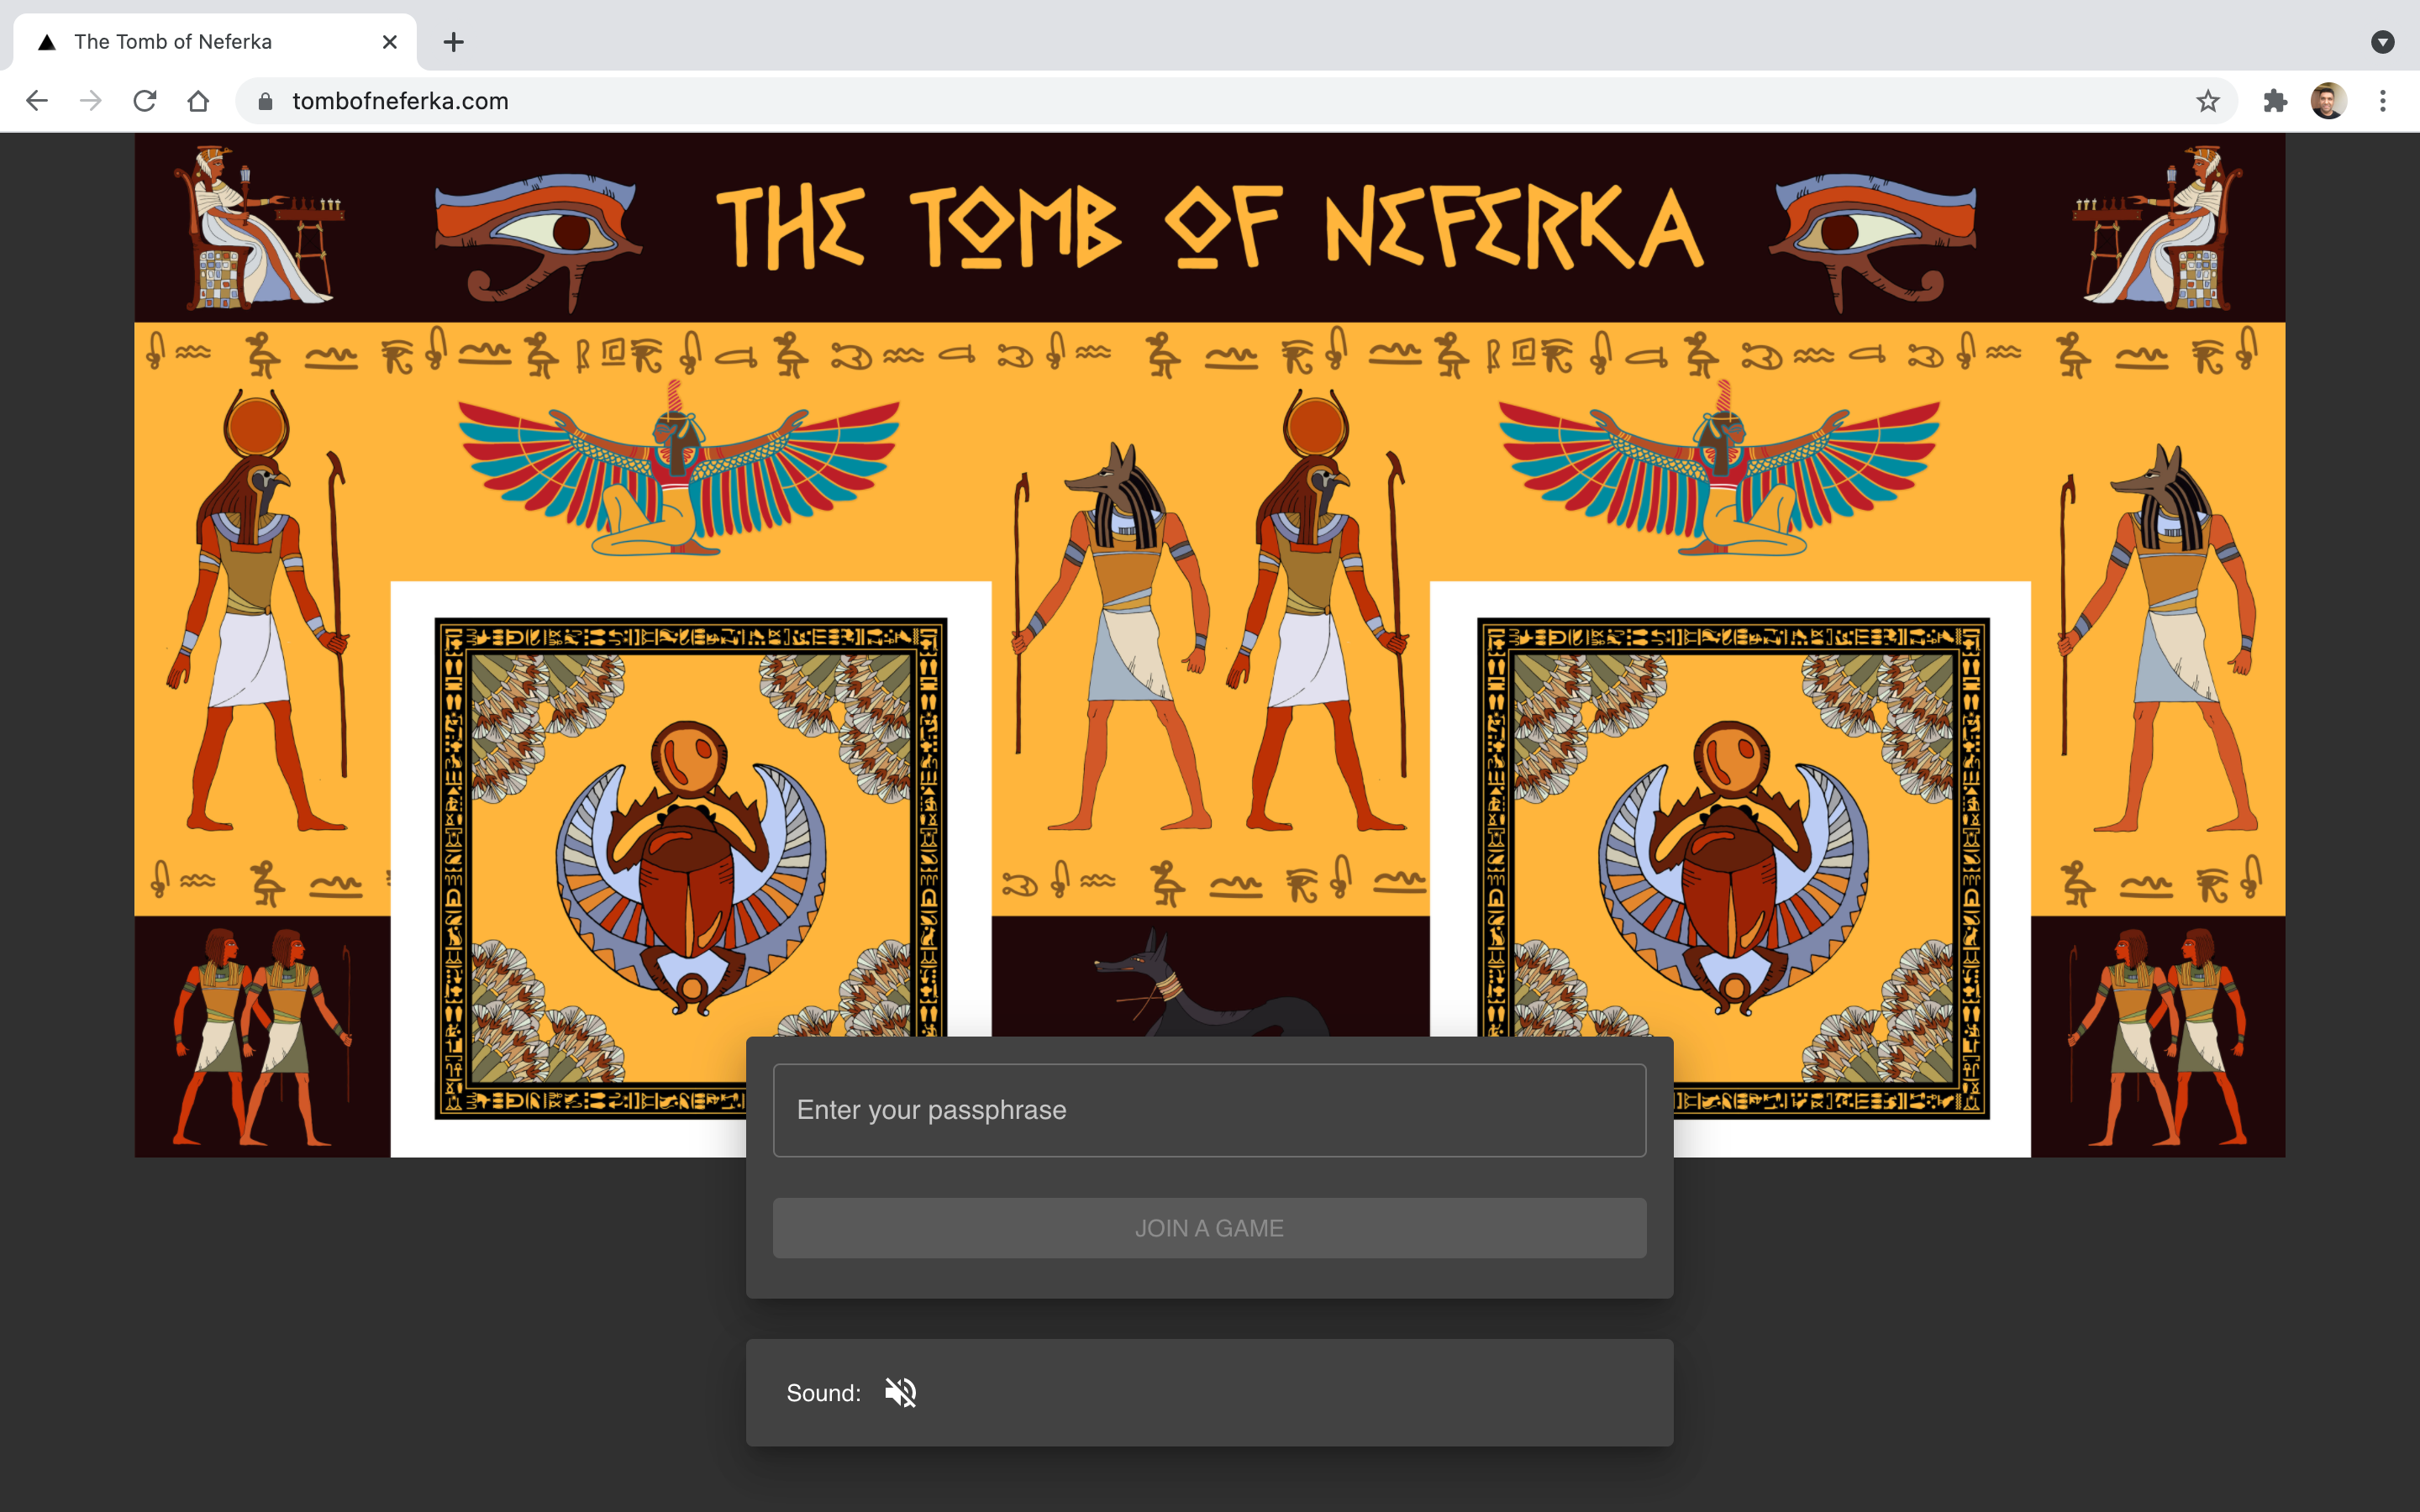 The Tomb of Neferka
tombofneferka.com
THE TOMB OF NEFERKA
Enter your passphrase
JOIN A GAME
Sound: